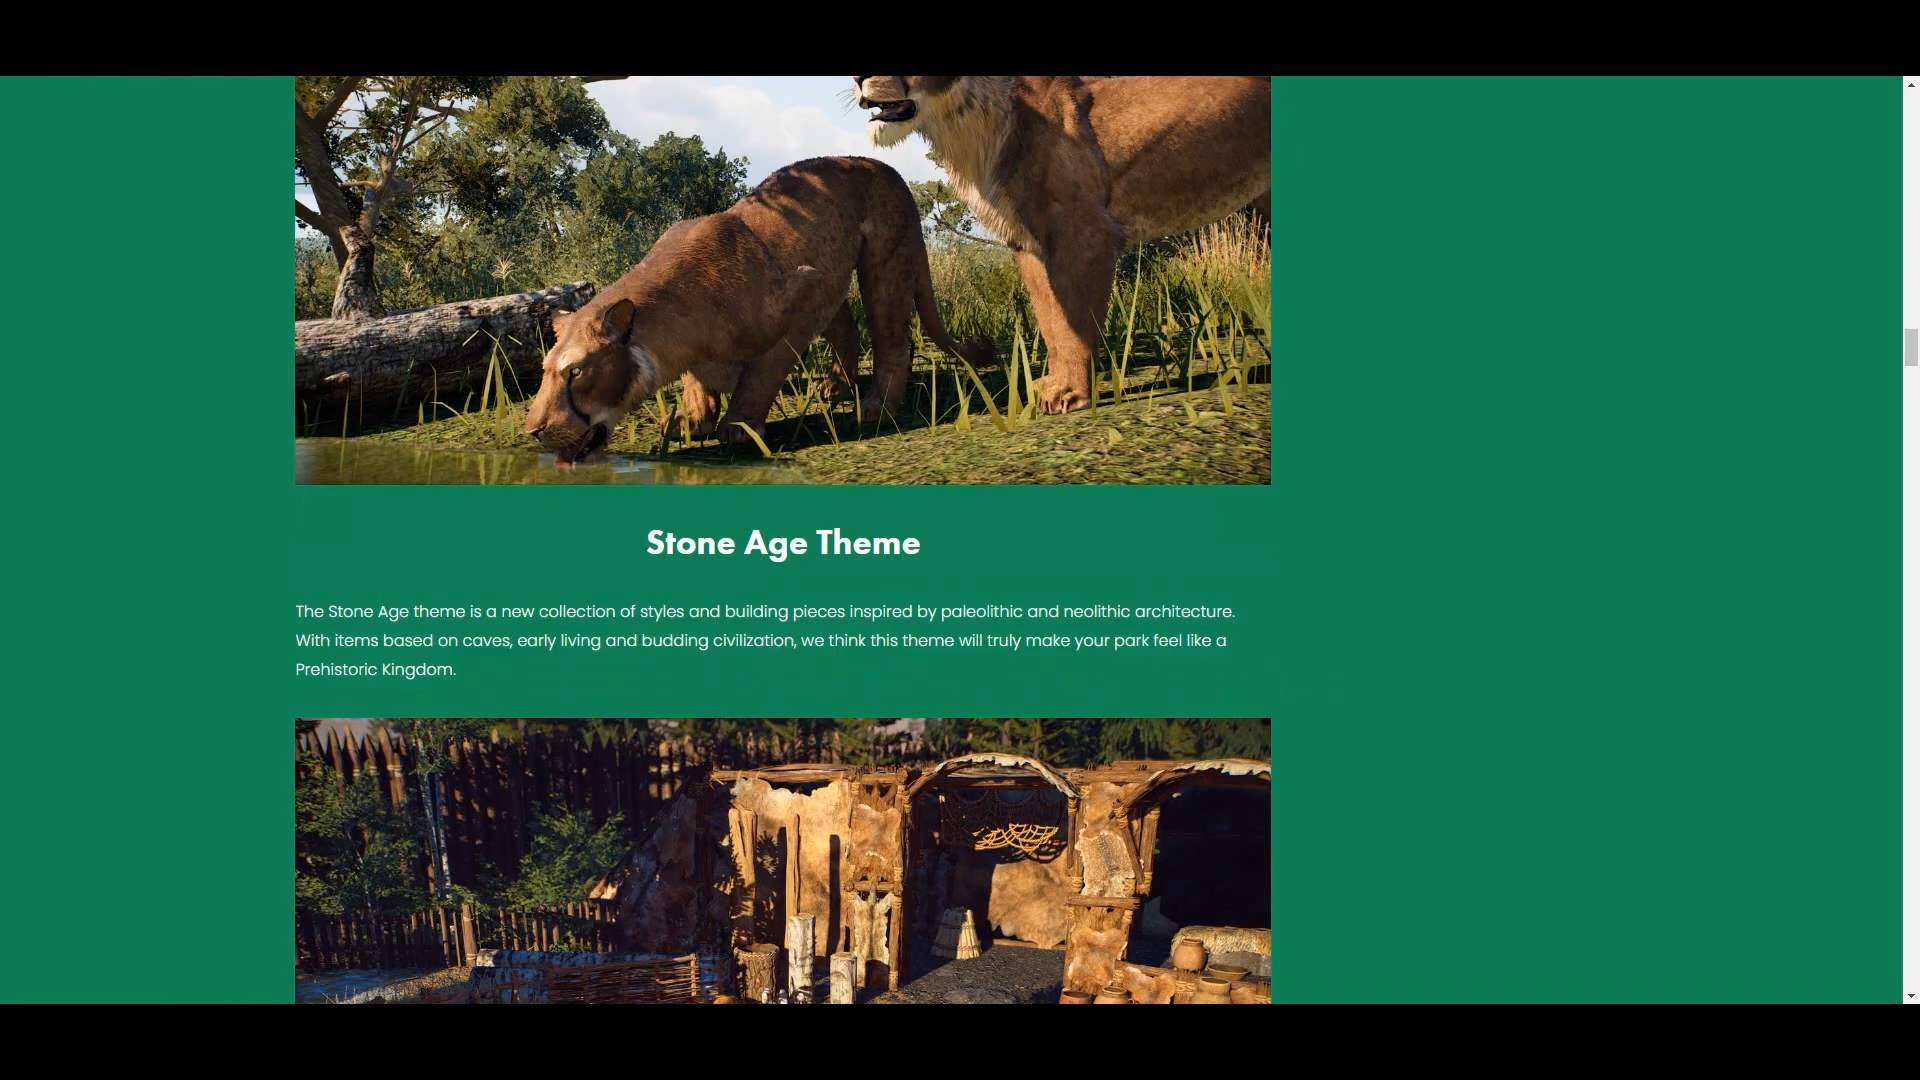 Stone Age Theme
The Stone Age theme is a new collection of styles and building pieces inspired by paleolithic and neolithic architecture.
With items based on caves, early living and budding civilization, we think this theme will truly make your park feel like a
Prehistoric Kingdom.